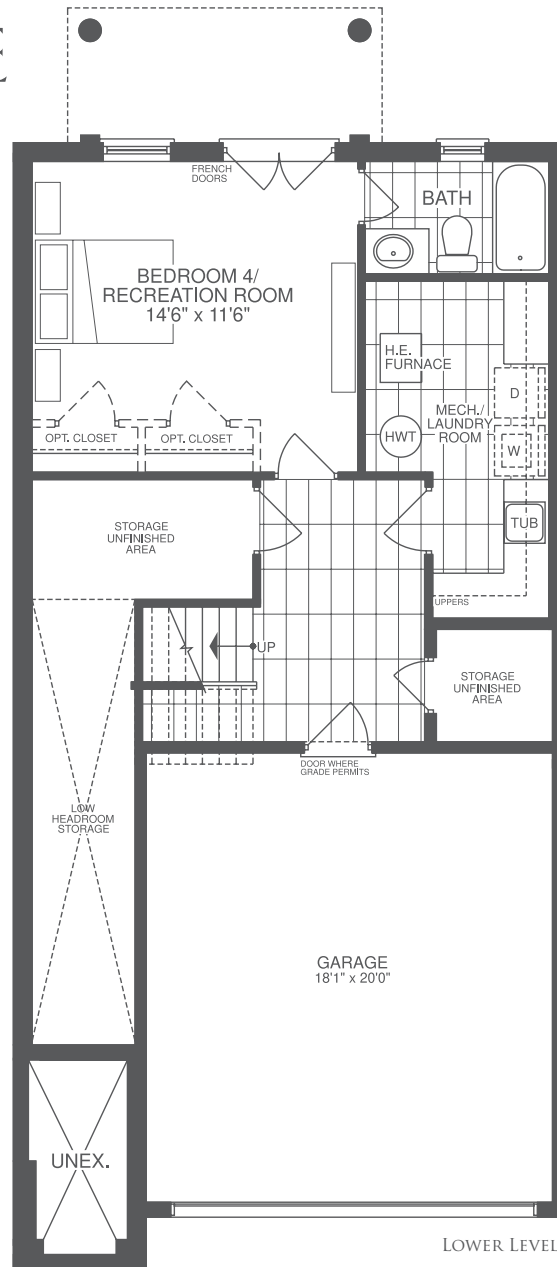 FRENCH
DOORS
BATH
BEDROOM 4/
RECREATION ROOM
14'6" x 11'6"
H.E.
FURNACE
D
MECH./
LAUNDRY
ROOM
HWT
W
OPT. CLOSET
OPT. CLOSET
TUB
STORAGE
UNFINISHED
AREA
UPPERS
UP
STORAGE
UNFINISHED
AREA
DOOR WHERE
GRADE PERMITS
LOW
HEADROOM
STORAGE
GARAGE
18'1" x 20'0"
UNEX.
LOWER LEVEL